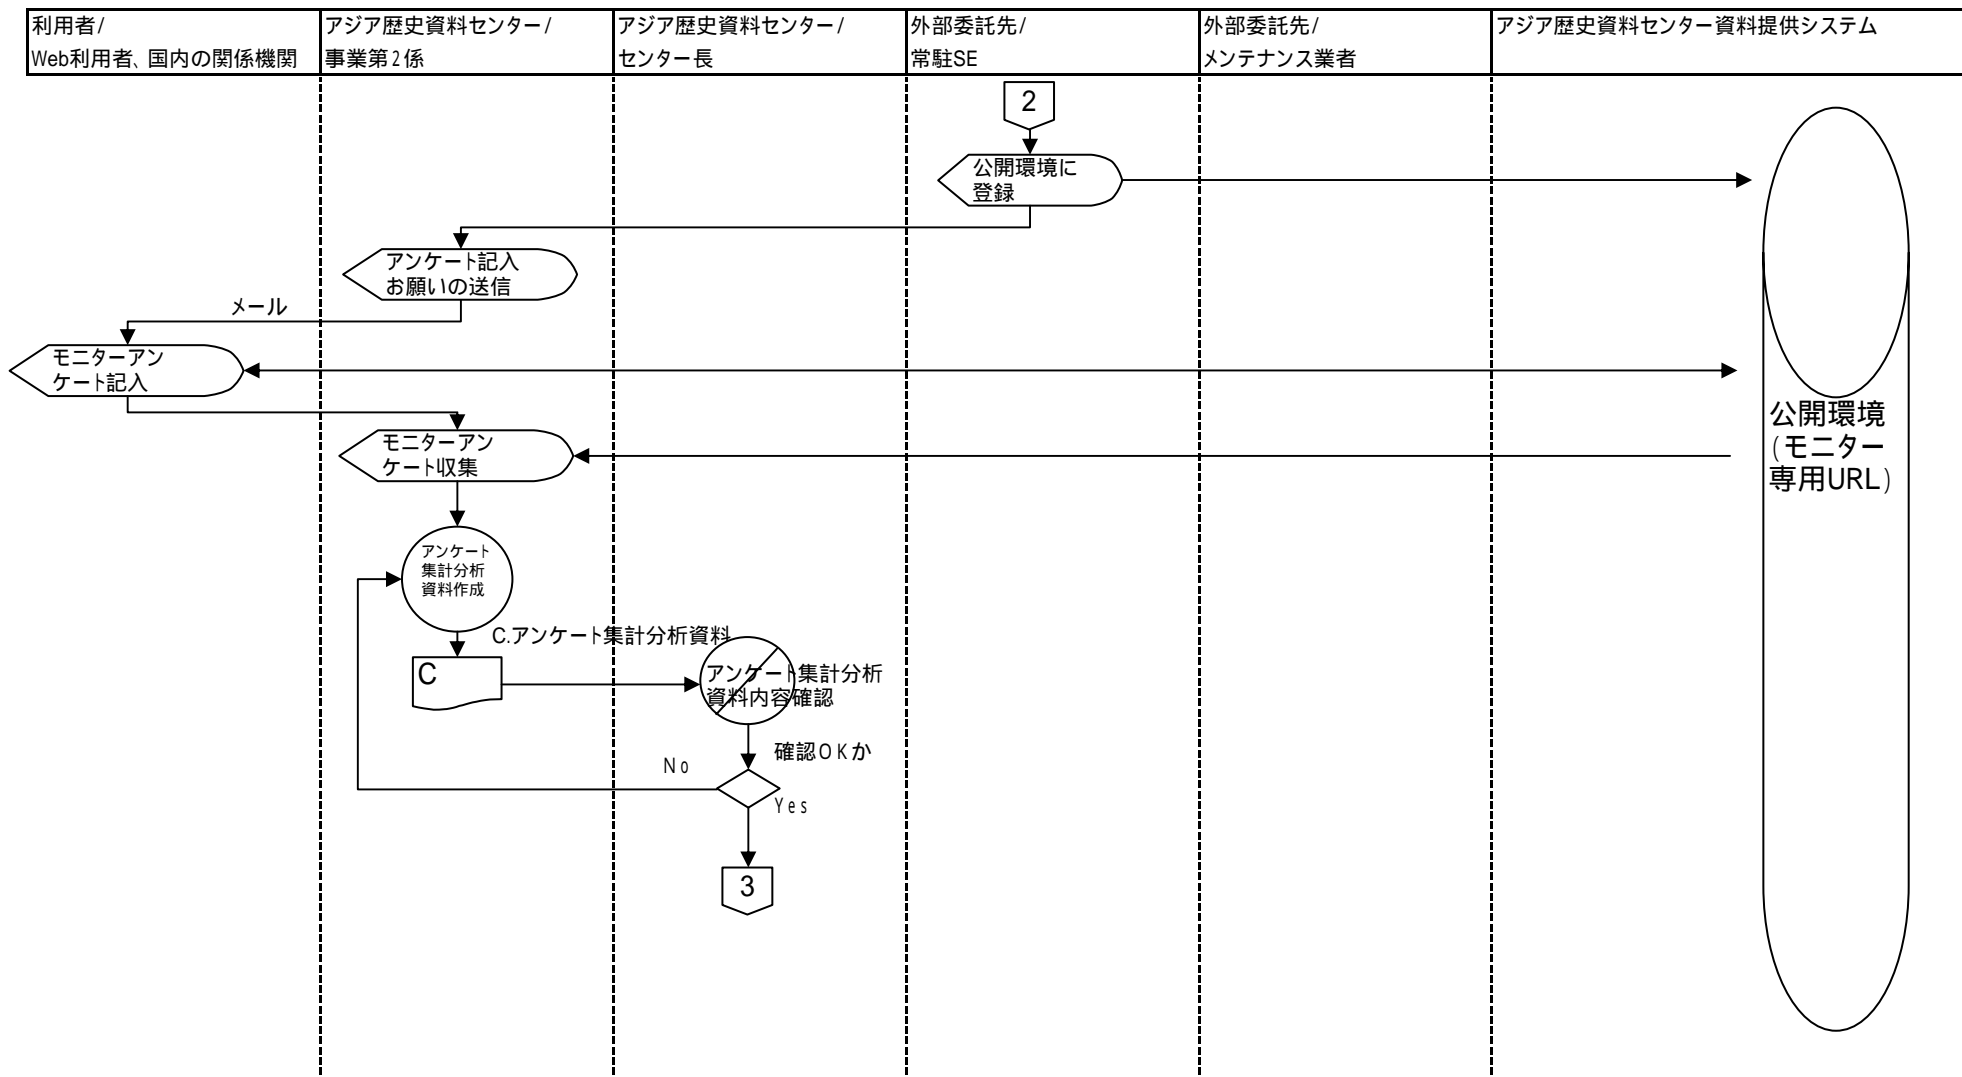 利用者/
Web利用者、国内の関係機関
アジア歴史資料センター/
事業第2係
アジア歴史資料センター/
センター長
外部委託先/
常駐SE
外部委託先/
メンテナンス業者
アジア歴史資料センター資料提供システム
2
公開環境に
登録
アンケート記入
お願いの送信
メール
モニターアン
ケート記入
モニターアン
ケート収集
公開環境
(モニター
専用URL)
アンケート
集計分析
資料作成
C.アンケート集計分析資料
C
アンケート集計分析
資料内容確認
確認OKか
No
Yes
3